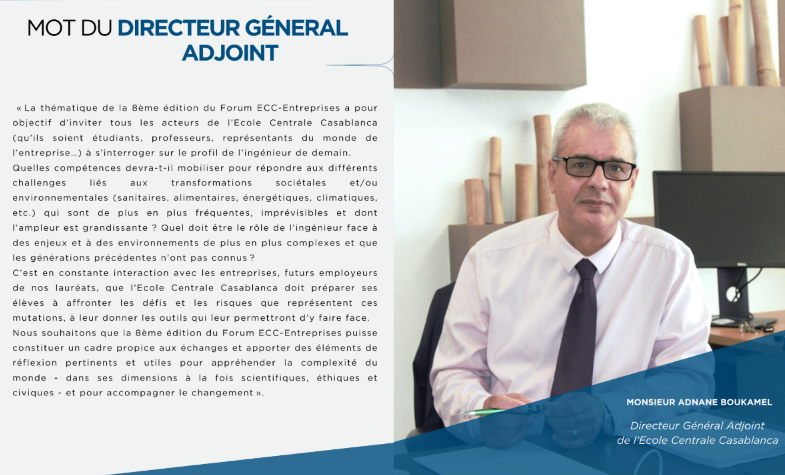 MOT DU DIRECTEUR GÉNERAL
ADJOINT
« La thématique de la 8ème édition du Forum ECC-Entreprises a pour
objectif d'inviter tous les acteurs de l'Ecole Centrale Casablanca
(qu'ils soient étudiants, professeurs, représentants du monde de
l'entreprise...) à s'interroger sur le profil de l'ingénieur de demain.
Quelles compétences devra-t-il mobiliser pour répondre aux différents
challenges liés aux transformations sociétales et/ou
environnementales (sanitaires, alimentaires, énergétiques, climatiques,
etc.) qui sont de plus en plus fréquentes, imprévisibles et dont
l'ampleur est grandissante ? Quel doit être le rôle de l'ingénieur face à
des enjeux et à des environnements de plus en plus complexes et que
les générations précédentes n'ont pas connus ?
C'est en constante interaction avec les entreprises, futurs employeurs
de nos lauréats, que l'Ecole Centrale Casablanca doit préparer ses
élèves à affronter les défis et les risques que représentent ces
mutations, à leur donner les outils qui leur permettront d'y faire face.
Nous souhaitons que la 8ème édition du Forum ECC-Entreprises puisse
constituer un cadre propice aux échanges et apporter des éléments de
réflexion pertinents et utiles pour appréhender la complexité du
monde - dans ses dimensions à la fois scientifiques, éthiques et
civiques - et pour accompagner le changement ».
MONSIEUR ADNANE BOUKAMEL
Directeur Général Adjoint
de l'Ecole Centrale Casablanca